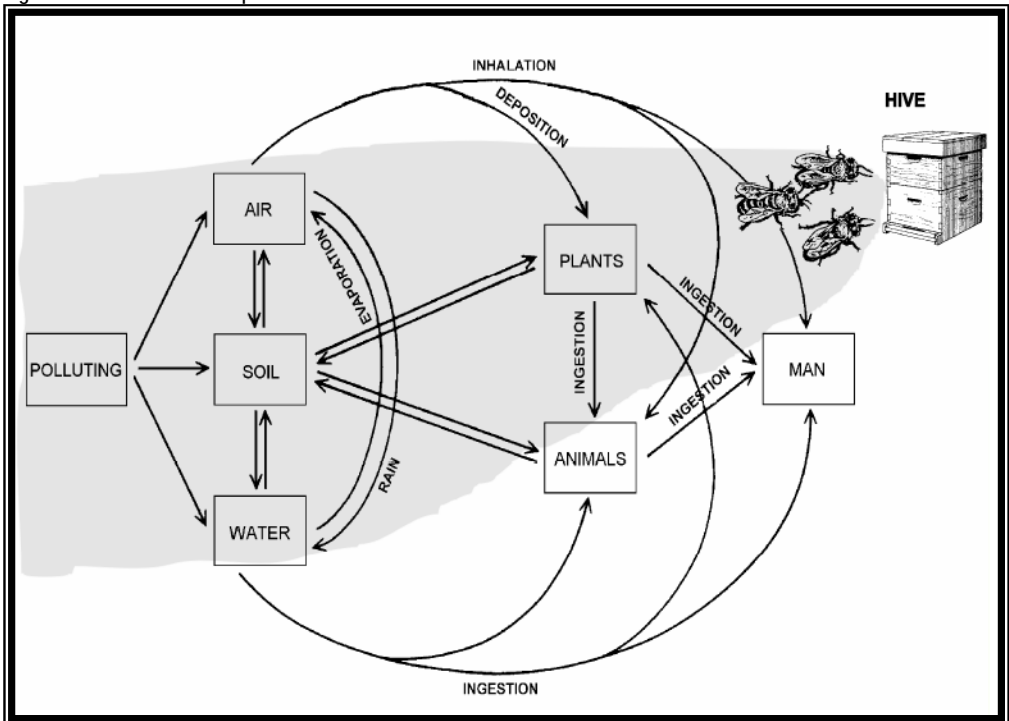 INHALATION
DEPOSITION
HIVE
AIR
EVAPORATION
PLANTS
INGESTION
POLLUTING
SOIL
INGESTION
MAN
INGESTION
ANIMALS
RAIN
WATER
INGESTION